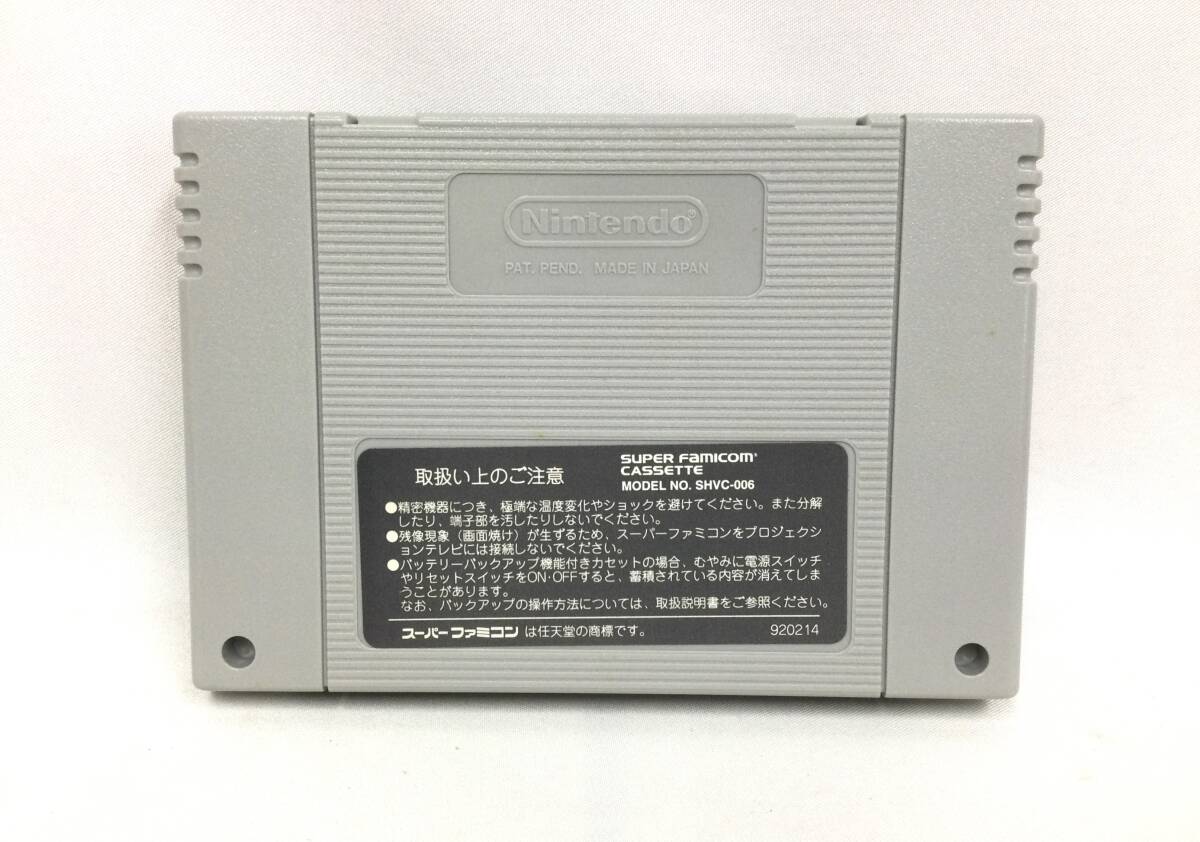 Nintendo®
PAT. PEND. MADE IN JAPAN
取扱い上のご注意
SUPER FAMICOM
CASSETTE
MODEL NO. SHVC-006
●精密機器につき、極端な温度変化やショックを避けてください。また分解
したり、端子部を汚したりしないでください。
●残像現象（画面焼け）が生ずるため、スーパーファミコンをプロジェクシ
ョンテレビには接続しないでください。
●バッテリーバックアップ機能付きカセットの場合、むやみに電源スイッチ
やリセットスイッチをON・OFFすると、蓄積されている内容が消えてしま
うことがあります。
なお、バックアップの操作方法については、取扱説明書をご参照ください。
スーパーファミコン は任天堂の商標です。 920214